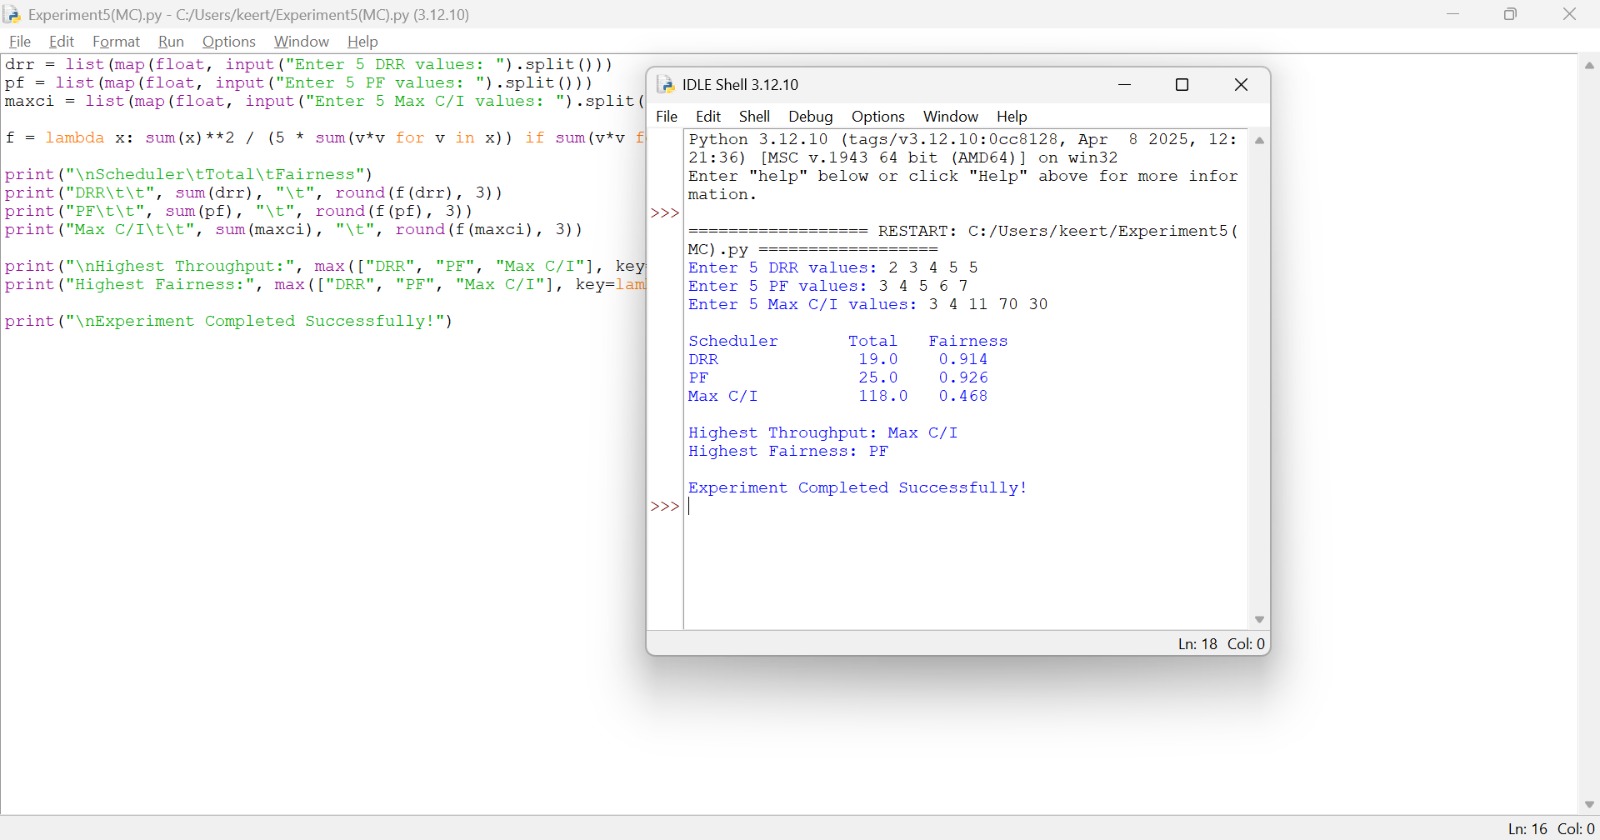 Experiment5(MC).py - C:/Users/keert/Experiment5(MC).py (3.12.10)
File Edit Format Run Options Window Help
drr = list(map(float, input("Enter 5 DRR values: ").split()))
pf = list(map(float, input("Enter 5 PF values: ").split()))
maxci = list(map(float, input("Enter 5 Max C/I values: ").split(
f = lambda x: sum(x)**2 / (5 * sum(v*v for v in x)) if sum(v*v f
print("\nScheduler\tTotal\tFairness")
print("DRR\t\t", sum(drr), "\t", round(f(drr), 3))
print("PF\t\t", sum(pf), "\t", round(f(pf), 3))
print("Max C/I\t\t", sum(maxci), "\t", round(f(maxci), 3))
print("\nHighest Throughput:", max(["DRR", "PF", "Max C/I"], key
print("Highest Fairness:", max(["DRR", "PF", "Max C/I"], key=lam
print("\nExperiment Completed Successfully!")
IDLE Shell 3.12.10
File Edit Shell Debug Options Window Help
Python 3.12.10 (tags/v3.12.10:0cc8128, Apr  8 2025, 12:
21:36) [MSC v.1943 64 bit (AMD64)] on win32
Enter "help" below or click "Help" above for more infor
mation.
>>>
================== RESTART: C:/Users/keert/Experiment5(
MC).py ==================
Enter 5 DRR values: 2 3 4 5 5
Enter 5 PF values: 3 4 5 6 7
Enter 5 Max C/I values: 3 4 11 70 30
Scheduler Total Fairness
DRR 19.0 0.914
PF 25.0 0.926
Max C/I 118.0 0.468
Highest Throughput: Max C/I
Highest Fairness: PF
Experiment Completed Successfully!
>>>
Ln: 18 Col: 0
Ln: 16 Col: 0